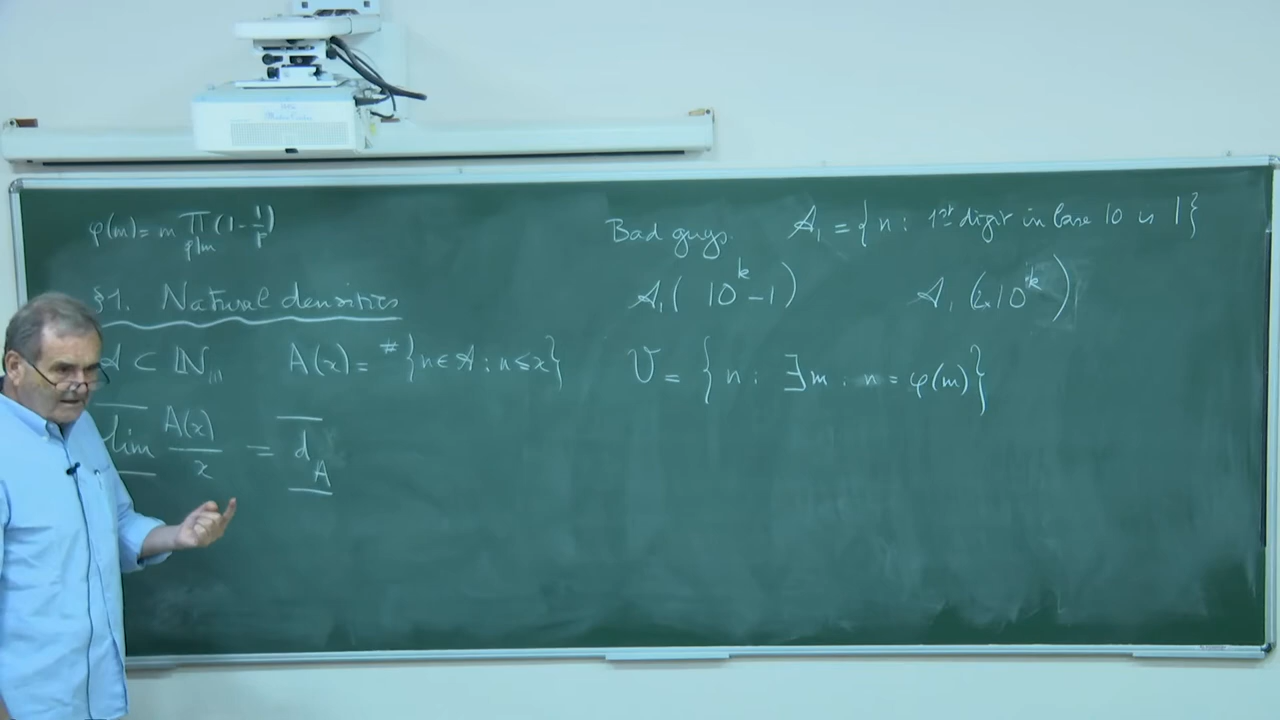 φ(m) = m ∏ (1 - 1/p)
p|m
§1. Natural densities
A ⊂ ℕ
A(x) = #{n ∈ A : n ≤ x}
lim A(x)/x = d_A
Bad guys. A₁ = {n : 1st digit in base 10 is 1}
A₁(10^k - 1) A₁(2·10^k)
V = {n : ∃m : n = φ(m)}